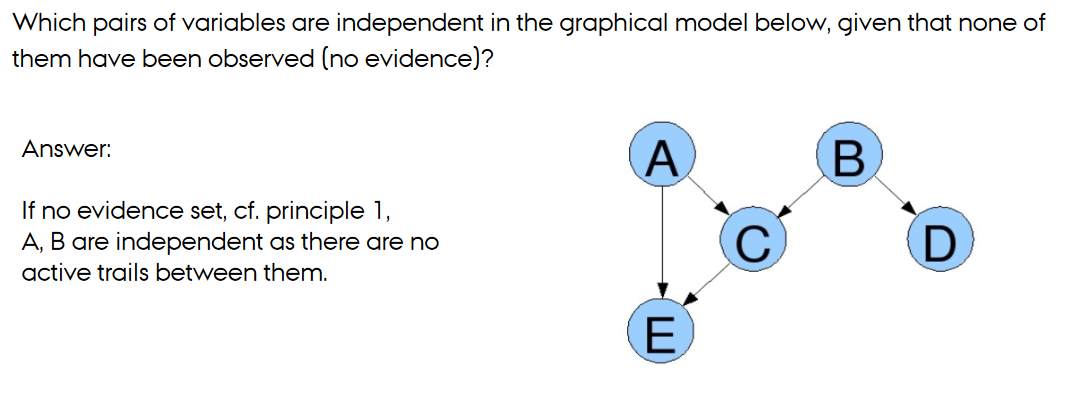 Which pairs of variables are independent in the graphical model below, given that none of
them have been observed (no evidence)?
Answer:
If no evidence set, cf. principle 1,
A, B are independent as there are no
active trails between them.
A
B
C
D
E